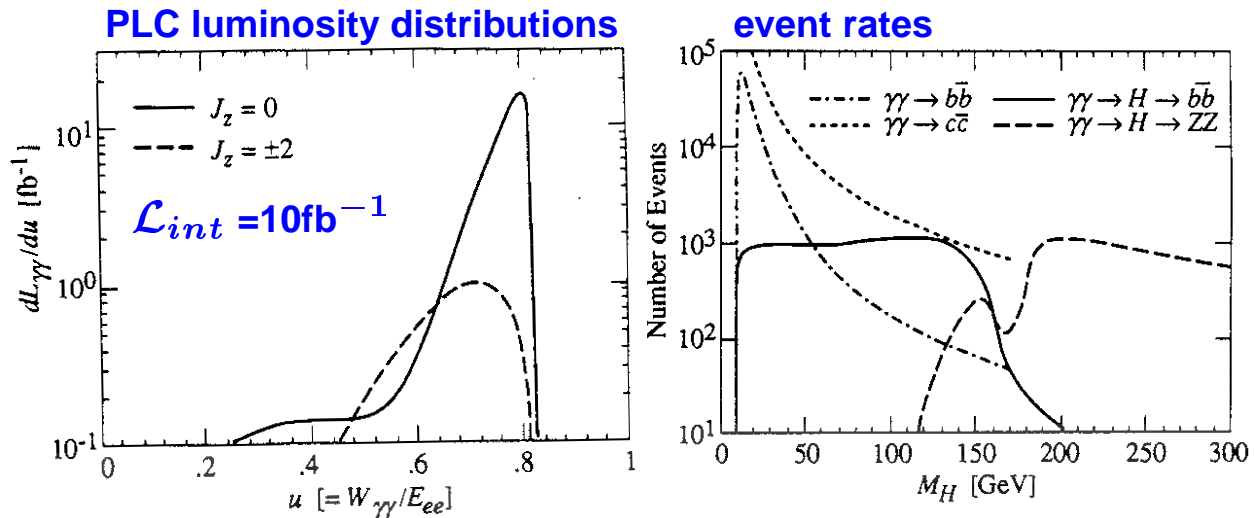 PLC luminosity distributions
dL_γγ/du [fb⁻¹]
10¹
10⁰
10⁻¹
J_z = 0
J_z = ±2
𝓛_int =10fb⁻¹
0 .2 .4 .6 .8 1
u [= W_γγ/E_ee]
event rates
Number of Events
10⁵
10⁴
10³
10²
10¹
γγ → bb̄
γγ → H → bb̄
γγ → cc̄
γγ → H → ZZ
0 50 100 150 200 250 300
M_H [GeV]